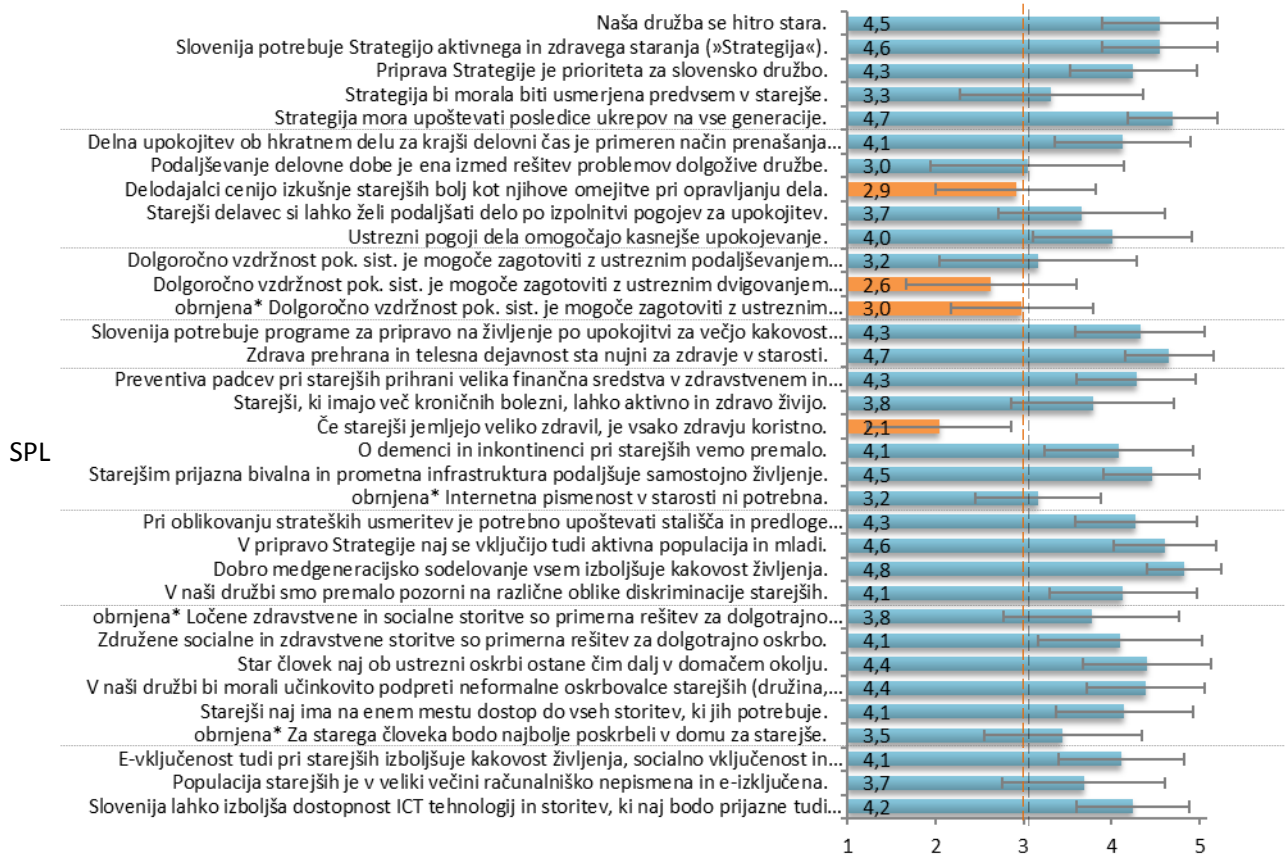 Naša družba se hitro stara. 4,5
Slovenija potrebuje Strategijo aktivnega in zdravega staranja (»Strategija«). 4,6
Priprava Strategije je prioriteta za slovensko družbo. 4,3
Strategija bi morala biti usmerjena predvsem v starejše. 3,3
Strategija mora upoštevati posledice ukrepov na vse generacije. 4,7
Delna upokojitev ob hkratnem delu za krajši delovni čas je primeren način prenašanja… 4,1
Podaljševanje delovne dobe je ena izmed rešitev problemov dolgožive družbe. 3,0
Delodajalci cenijo izkušnje starejših bolj kot njihove omejitve pri opravljanju dela. 2,9
Starejši delavec si lahko želi podaljšati delo po izpolnitvi pogojev za upokojitev. 3,7
Ustrezni pogoji dela omogočajo kasnejše upokojevanje. 4,0
Dolgoročno vzdržnost pok. sist. je mogoče zagotoviti z ustreznim podaljševanjem… 3,2
Dolgoročno vzdržnost pok. sist. je mogoče zagotoviti z ustreznim dvigovanjem… 2,6
obrnjena* Dolgoročno vzdržnost pok. sist. je mogoče zagotoviti z ustreznim… 3,0
Slovenija potrebuje programe za pripravo na življenje po upokojitvi za večjo kakovost… 4,3
Zdrava prehrana in telesna dejavnost sta nujni za zdravje v starosti. 4,7
Preventiva padcev pri starejših prihrani velika finančna sredstva v zdravstvenem in… 4,3
Starejši, ki imajo več kroničnih bolezni, lahko aktivno in zdravo živijo. 3,8
Če starejši jemljejo veliko zdravil, je vsako zdravju koristno. 2,1
SPL
O demenci in inkontinenci pri starejših vemo premalo. 4,1
Starejšim prijazna bivalna in prometna infrastruktura podaljšuje samostojno življenje. 4,5
obrnjena* Internetna pismenost v starosti ni potrebna. 3,2
Pri oblikovanju strateških usmeritev je potrebno upoštevati stališča in predloge… 4,3
V pripravo Strategije naj se vključijo tudi aktivna populacija in mladi. 4,6
Dobro medgeneracijsko sodelovanje vsem izboljšuje kakovost življenja. 4,8
V naši družbi smo premalo pozorni na različne oblike diskriminacije starejših. 4,1
obrnjena* Ločene zdravstvene in socialne storitve so primerna rešitev za dolgotrajno… 3,8
Združene socialne in zdravstvene storitve so primerna rešitev za dolgotrajno oskrbo. 4,1
Star človek naj ob ustrezni oskrbi ostane čim dalj v domačem okolju. 4,4
V naši družbi bi morali učinkovito podpreti neformalne oskrbovalce starejših (družina,… 4,4
Starejši naj ima na enem mestu dostop do vseh storitev, ki jih potrebuje. 4,1
obrnjena* Za starega človeka bodo najbolje poskrbeli v domu za starejše. 3,5
E-vključenost tudi pri starejših izboljšuje kakovost življenja, socialno vključenost in… 4,1
Populacija starejših je v veliki večini računalniško nepismena in e-izključena. 3,7
Slovenija lahko izboljša dostopnost ICT tehnologij in storitev, ki naj bodo prijazne tudi… 4,2
1 2 3 4 5